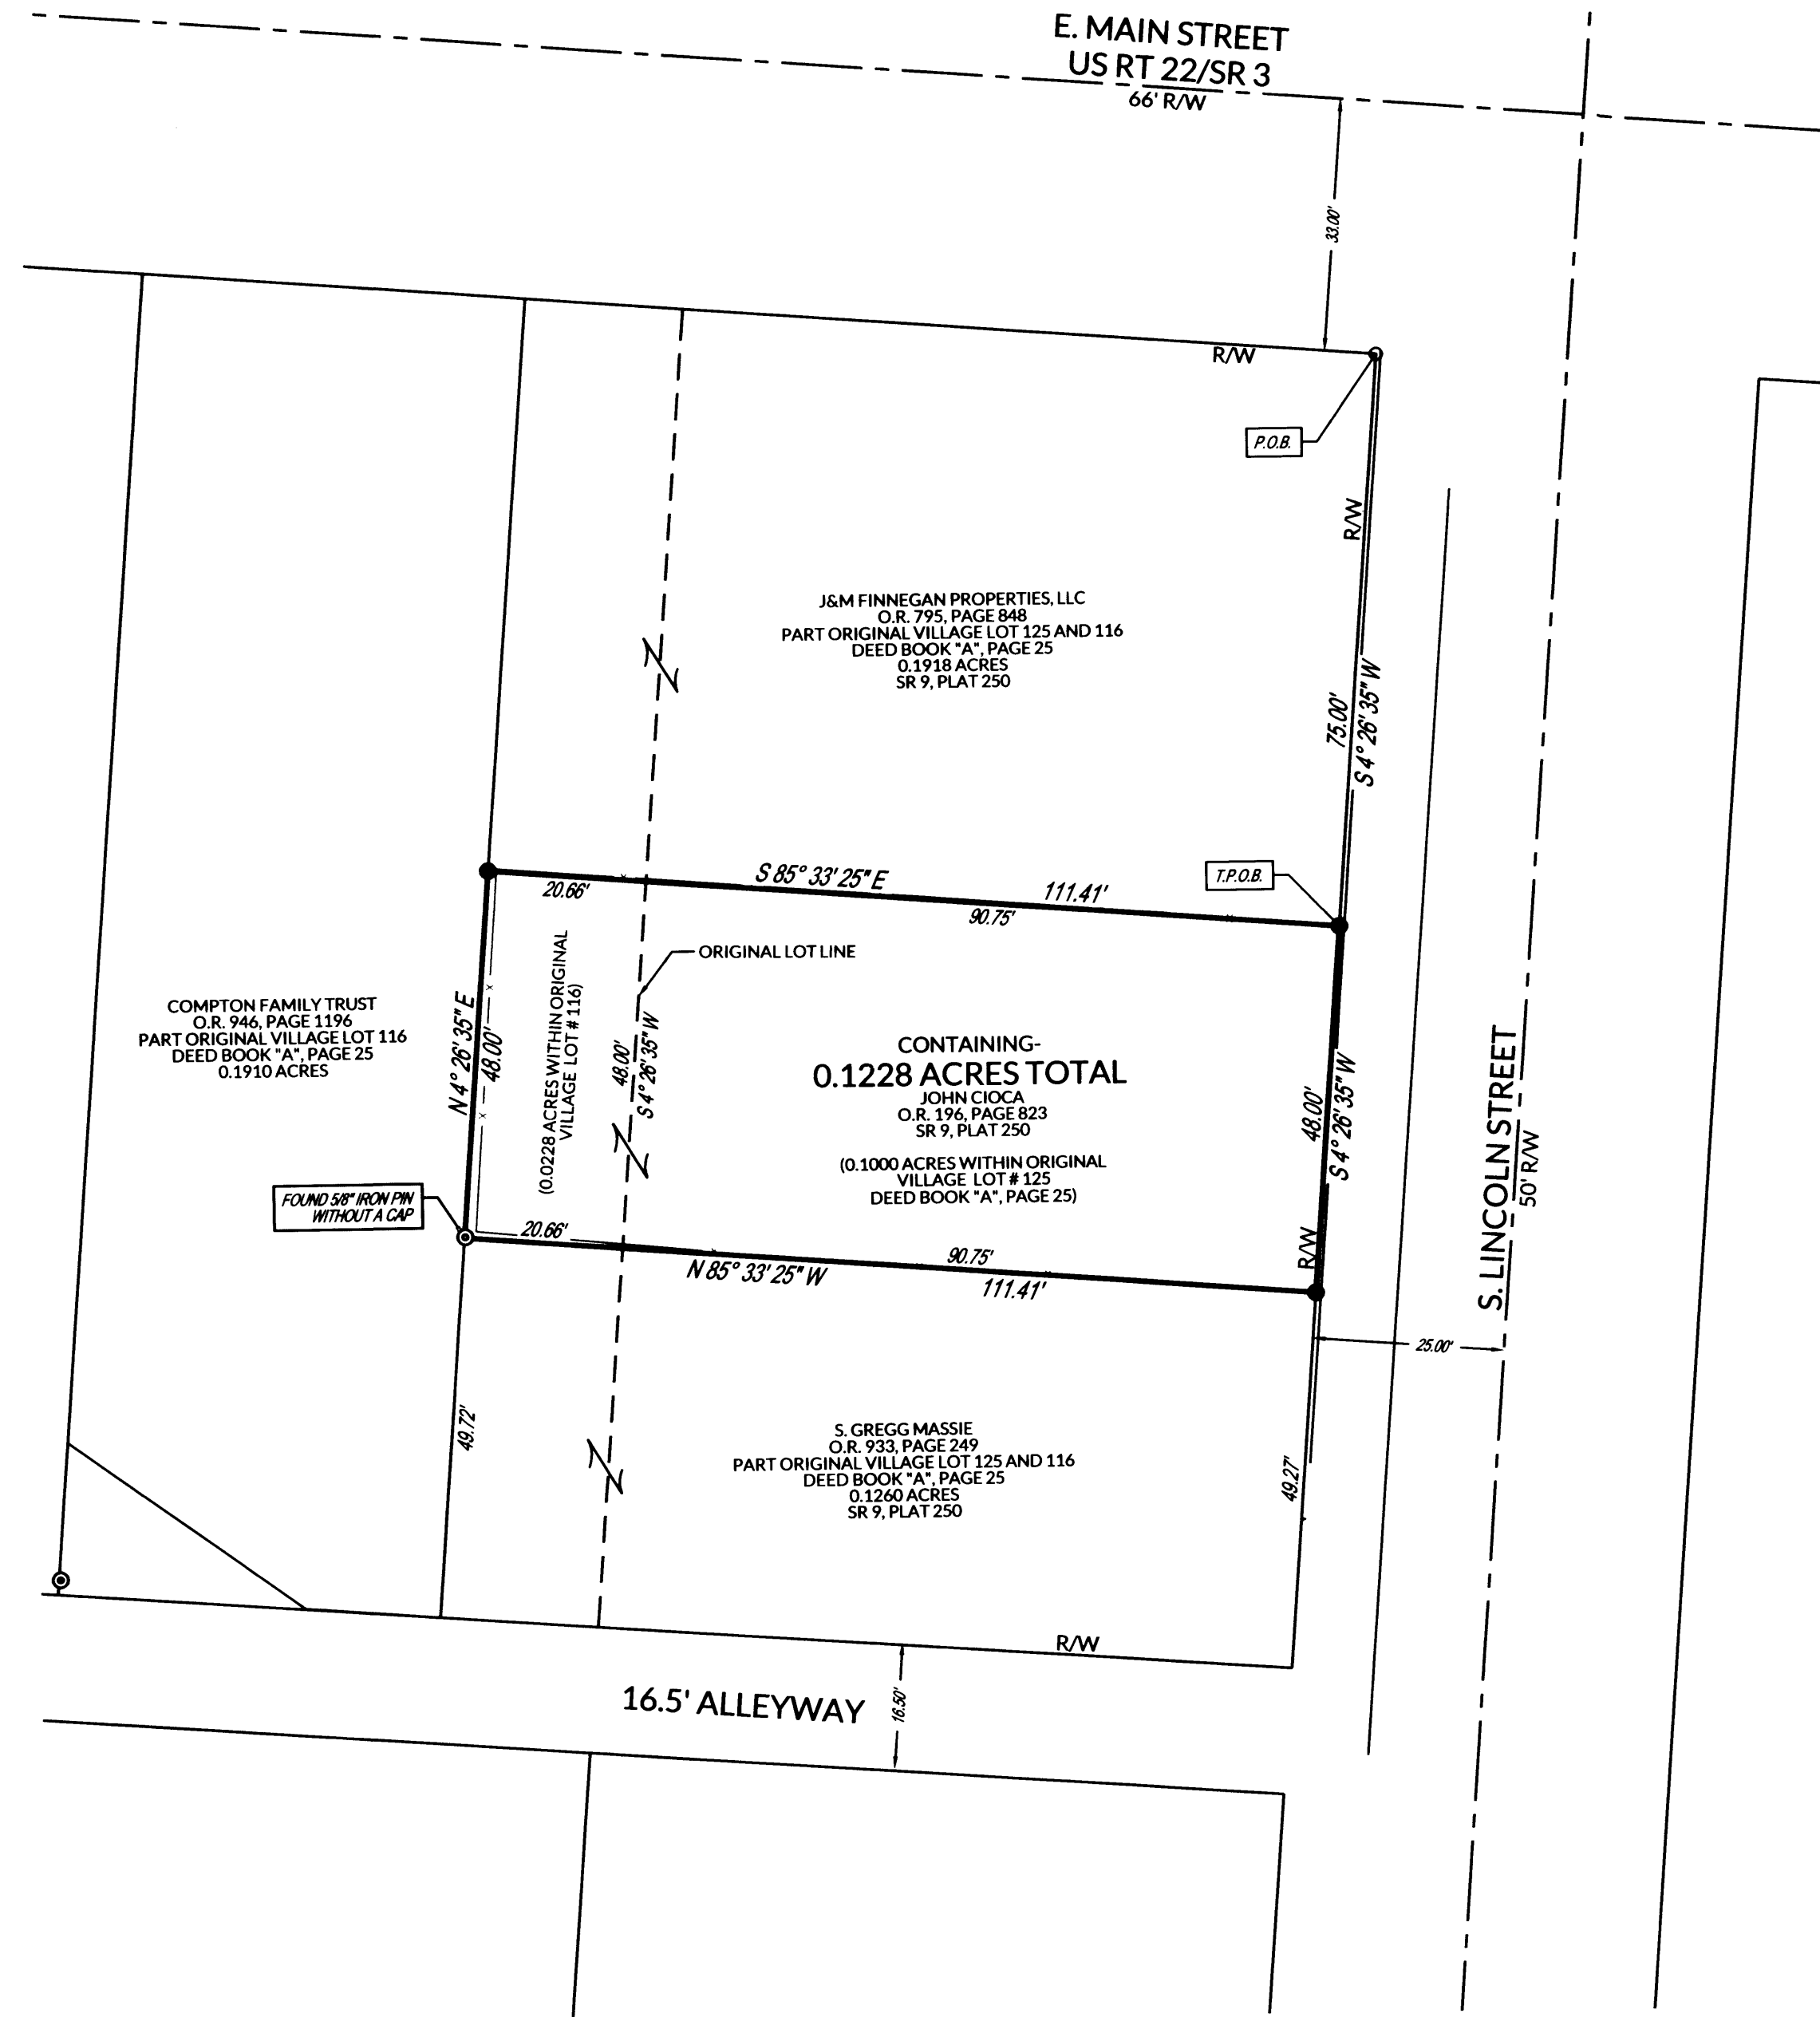 E. MAIN STREET
US RT 22/SR 3
66' R/W
33.00'
R/W
P.O.B.
R/W
J&M FINNEGAN PROPERTIES, LLC
O.R. 795, PAGE 848
PART ORIGINAL VILLAGE LOT 125 AND 116
DEED BOOK "A", PAGE 25
0.1918 ACRES
SR 9, PLAT 250
75.00'
S 4° 26' 35" W
S 85° 33' 25" E
111.41'
20.66'
90.75'
T.P.O.B.
ORIGINAL LOT LINE
COMPTON FAMILY TRUST
O.R. 946, PAGE 1196
PART ORIGINAL VILLAGE LOT 116
DEED BOOK "A", PAGE 25
0.1910 ACRES
N 4° 26' 35" E
48.00'
(0.0228 ACRES WITHIN ORIGINAL
VILLAGE LOT # 116)
48.00'
S 4° 26' 35" W
CONTAINING-
0.1228 ACRES TOTAL
JOHN CIOCA
O.R. 196, PAGE 823
SR 9, PLAT 250
(0.1000 ACRES WITHIN ORIGINAL
VILLAGE LOT # 125
DEED BOOK "A", PAGE 25)
48.00'
S 4° 26' 35" W
S. LINCOLN STREET
50' R/W
FOUND 5/8" IRON PIN
WITHOUT A CAP
20.66'
90.75'
N 85° 33' 25" W
111.41'
R/W
25.00'
49.72'
S. GREGG MASSIE
O.R. 933, PAGE 249
PART ORIGINAL VILLAGE LOT 125 AND 116
DEED BOOK "A", PAGE 25
0.1260 ACRES
SR 9, PLAT 250
49.27'
R/W
16.5' ALLEYWAY
16.50'